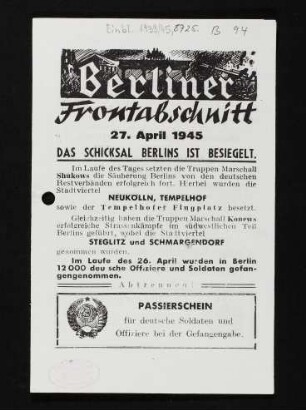 Einbl. 1939/45, 8725. B 94
Berliner
Frontabschnitt
27. April 1945
DAS SCHICKSAL BERLINS IST BESIEGELT.
Im Laufe des Tages setzten die Truppen Marschall
Shukows die Säuberung Berlins von den deutschen
Restverbänden erfolgreich fort. Hierbei wurden die
Stadtviertel
NEUKÖLLN, TEMPELHOF
sowie der Tempelhofer Flugplatz besetzt.
Gleichzeitig haben die Truppen Marschall Konews
erfolgreiche Strassenkämpfe im südwestlichen Teil
Berlins geführt, wobei die Stadtviertel
STEGLITZ und SCHMARGENDORF
genommen wurden.
Im Laufe des 26. April wurden in Berlin
12 000 deu sche Offiziere und Soldaten gefan-
gengenommen.
Abtrennen!
PASSIERSCHEIN
für deutsche Soldaten und
Offiziere bei der Gefangengabe.